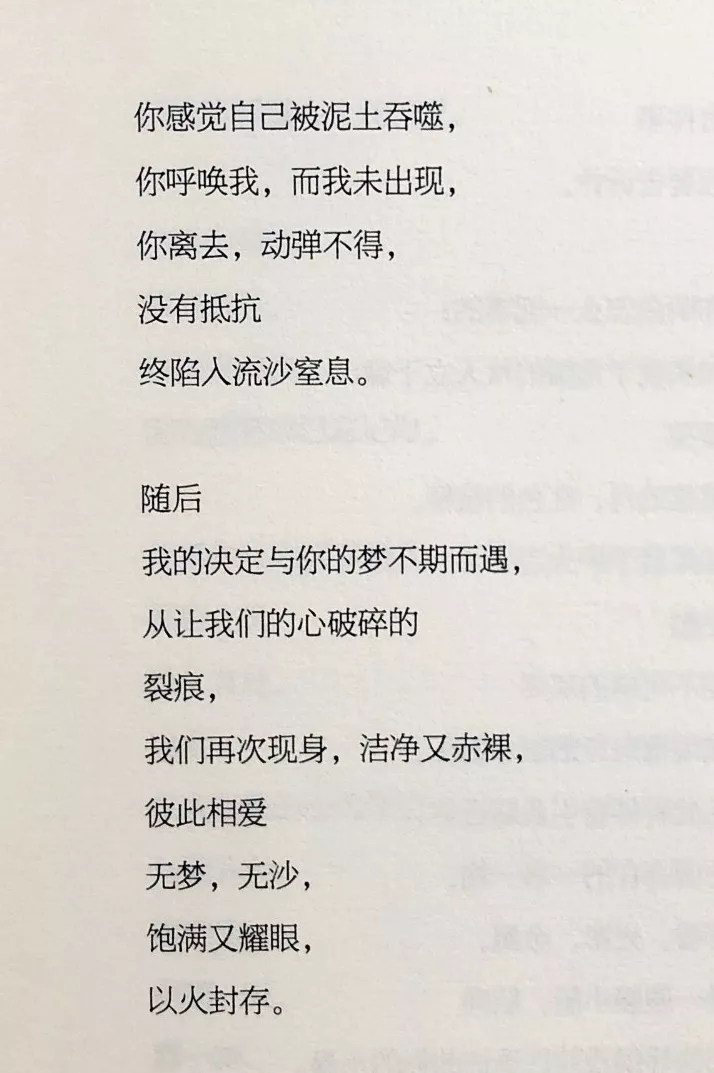 你感觉自己被泥土吞噬，
你呼唤我，而我未出现，
你离去，动弹不得，
没有抵抗
终陷入流沙窒息。
随后
我的决定与你的梦不期而遇，
从让我们的心破碎的
裂痕，
我们再次现身，洁净又赤裸，
彼此相爱
无梦，无沙，
饱满又耀眼，
以火封存。